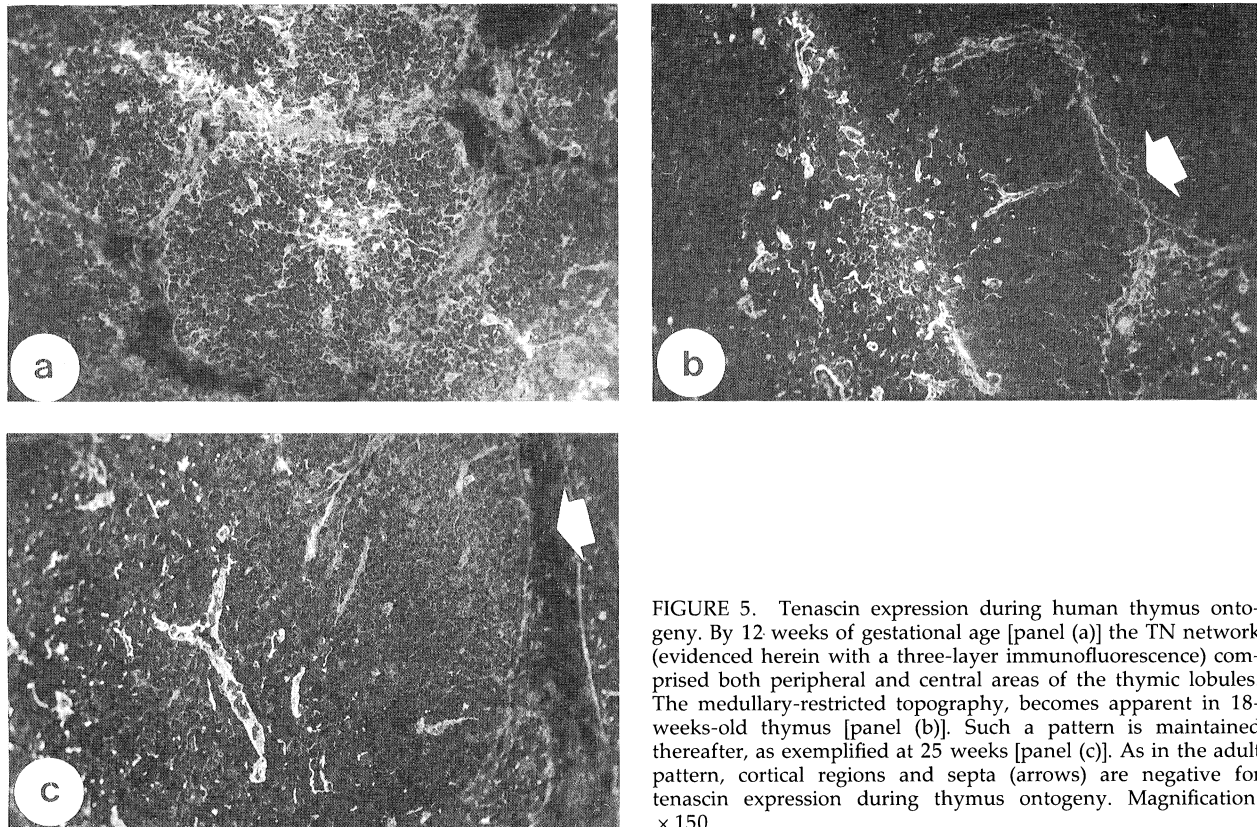 a
b
c
FIGURE 5. Tenascin expression during human thymus onto-
geny. By 12 weeks of gestational age [panel (a)] the TN network
(evidenced herein with a three-layer immunofluorescence) com-
prised both peripheral and central areas of the thymic lobules
The medullary-restricted topography, becomes apparent in 18-
weeks-old thymus [panel (b)]. Such a pattern is maintained
thereafter, as exemplified at 25 weeks [panel (c)]. As in the adult
pattern, cortical regions and septa (arrows) are negative for
tenascin expression during thymus ontogeny. Magnification
× 150